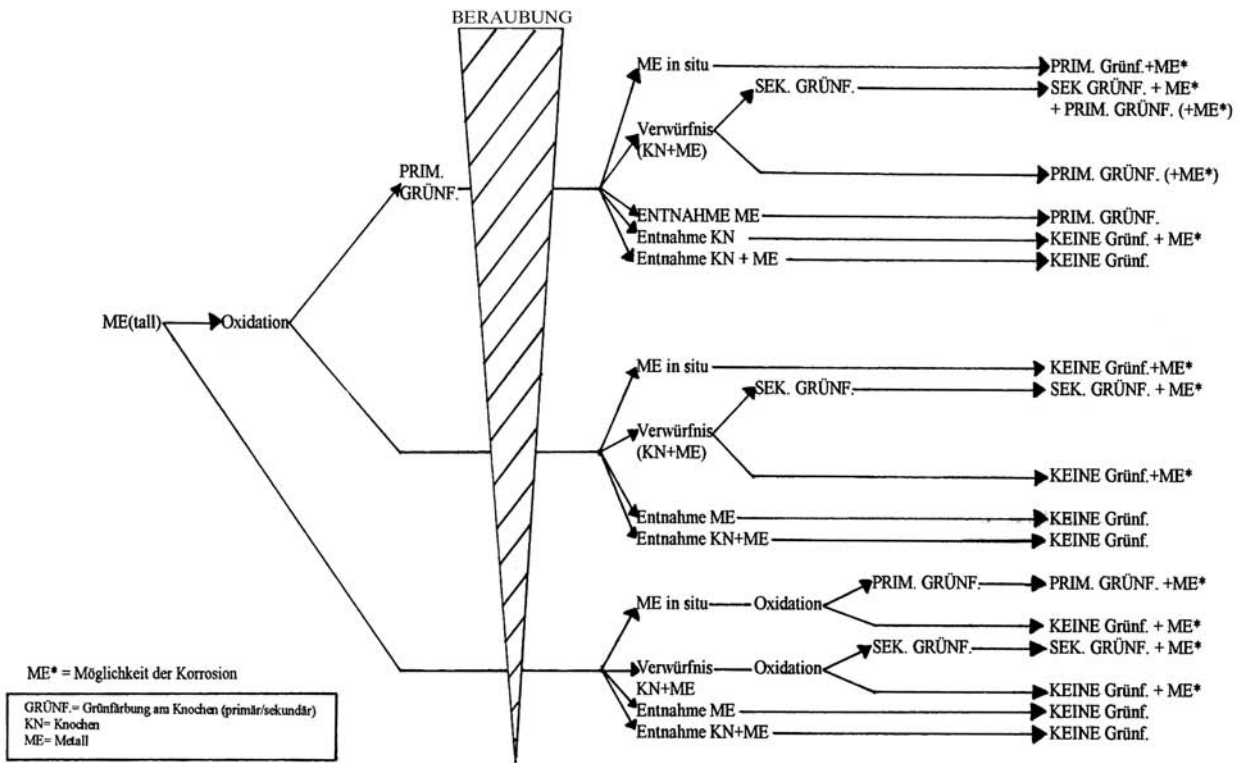 BERAUBUNG
ME in situ PRIM. Grünf.+ME*
SEK. GRÜNF. SEK GRÜNF. + ME*
+ PRIM. GRÜNF. (+ME*)
Verwürfnis
(KN+ME)
PRIM.
GRÜNF.
PRIM. GRÜNF. (+ME*)
ENTNAHME ME PRIM. GRÜNF.
Entnahme KN KEINE Grünf. + ME*
Entnahme KN + ME KEINE Grünf.
ME(tall) Oxidation
ME in situ KEINE Grünf.+ME*
SEK. GRÜNF. SEK. GRÜNF. + ME*
Verwürfnis
(KN+ME)
KEINE Grünf.+ME*
Entnahme ME KEINE Grünf.
Entnahme KN+ME KEINE Grünf.
PRIM. GRÜNF. PRIM. GRÜNF. +ME*
ME in situ Oxidation
KEINE Grünf. + ME*
SEK. GRÜNF. SEK. GRÜNF. + ME*
Verwürfnis Oxidation
KN+ME
KEINE Grünf. + ME*
Entnahme ME KEINE Grünf.
Entnahme KN+ME KEINE Grünf.
ME* = Möglichkeit der Korrosion
GRÜNF.= Grünfärbung am Knochen (primär/sekundär)
KN= Knochen
ME= Metall